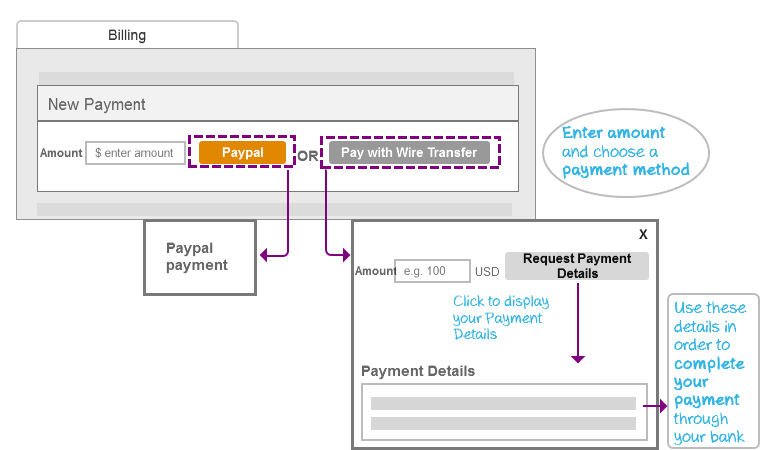 Billing
New Payment
Amount $ enter amount Paypal OR Pay with Wire Transfer
Enter amount
and choose a
payment method
Paypal
payment
X
Amount e.g. 100 USD Request Payment
Details
Click to display
your Payment
Details
Payment Details
Use these
details in
order to
complete
your
payment
through
your bank